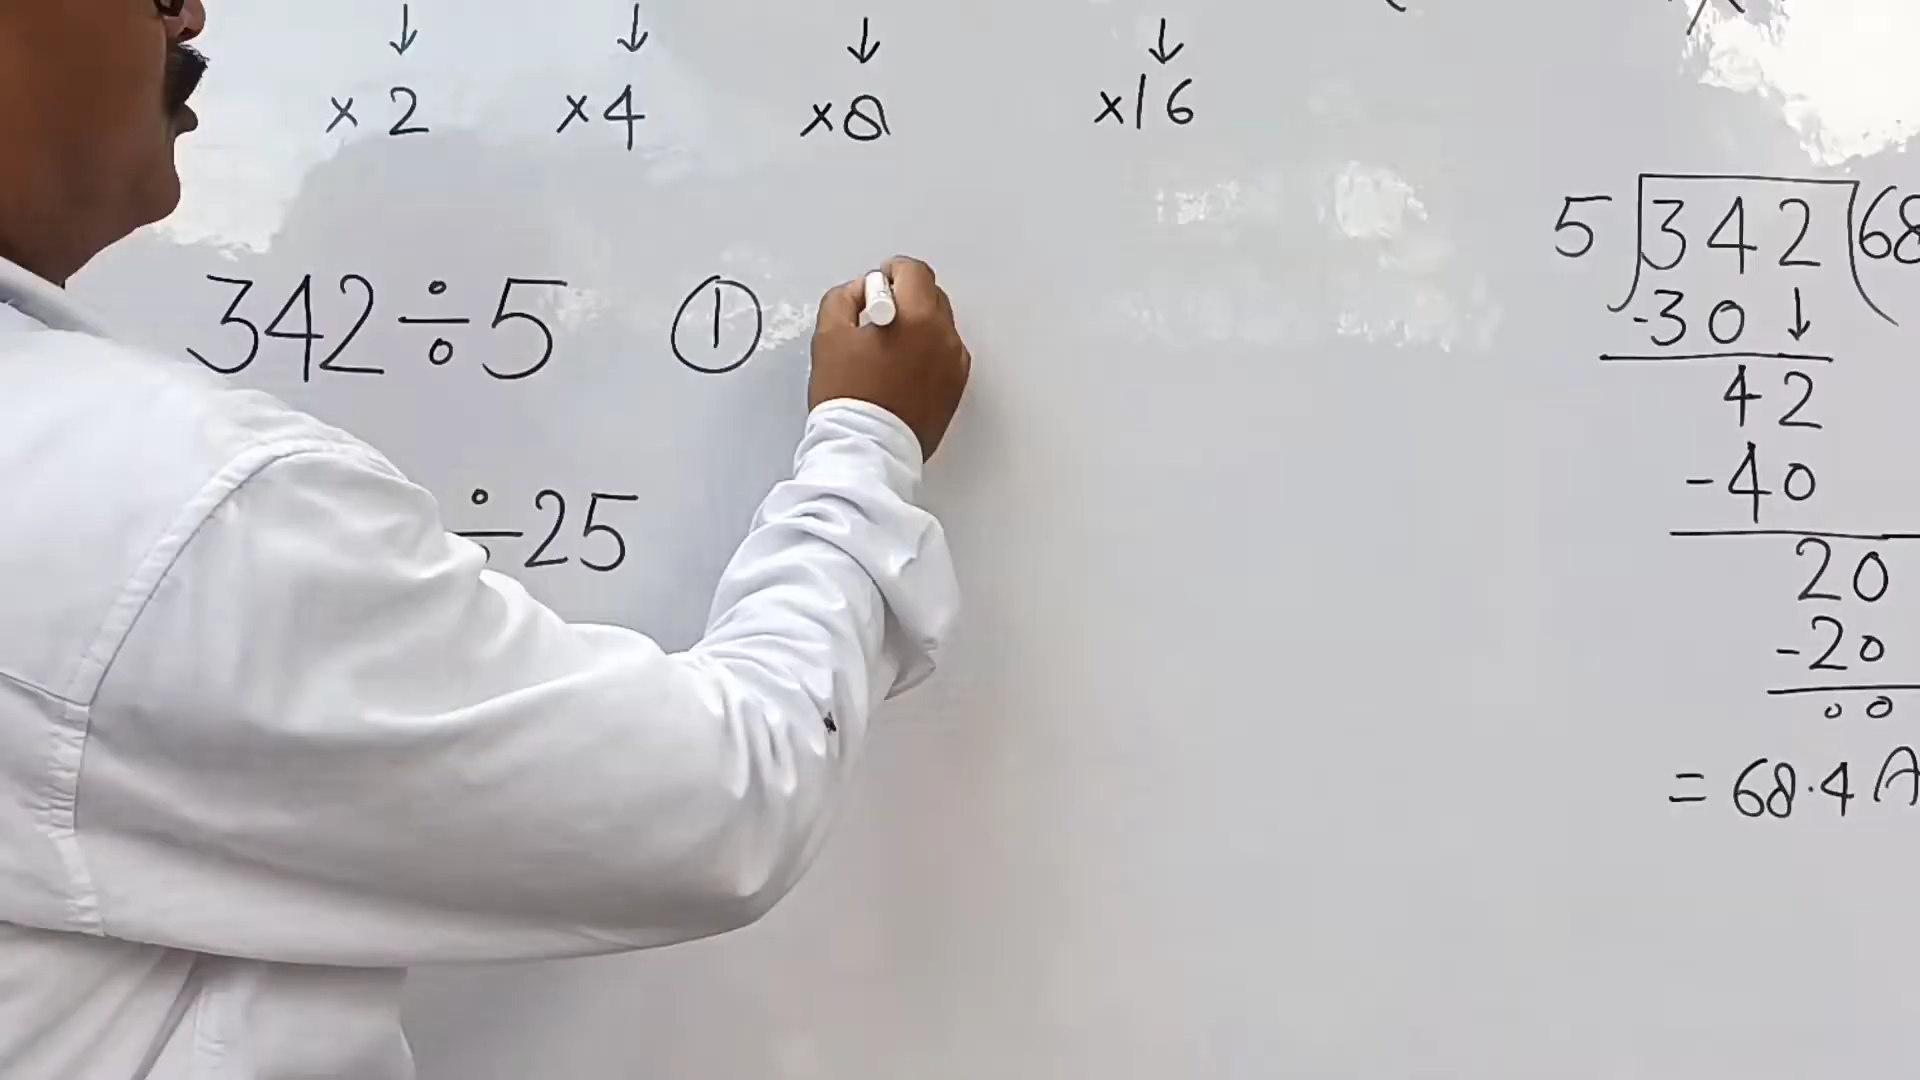 ↓ ↓ ↓ ↓
×2 ×4 ×8 ×16
342÷5 ①
÷25
5 342 68
-30↓
42
-40
20
-20
00
= 68.4 A